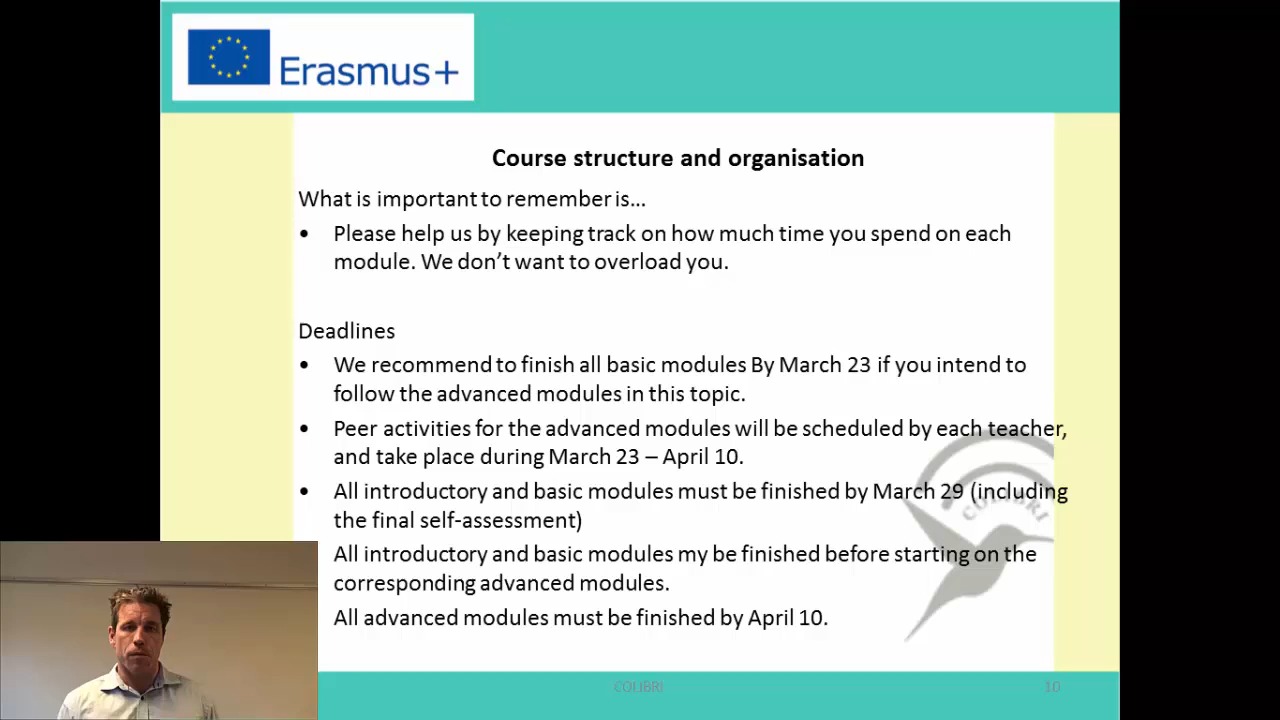 Erasmus+
Course structure and organisation
What is important to remember is...
• Please help us by keeping track on how much time you spend on each
module. We don't want to overload you.
Deadlines
• We recommend to finish all basic modules By March 23 if you intend to
follow the advanced modules in this topic.
• Peer activities for the advanced modules will be scheduled by each teacher,
and take place during March 23 – April 10.
• All introductory and basic modules must be finished by March 29 (including
the final self-assessment)
All introductory and basic modules my be finished before starting on the
corresponding advanced modules.
All advanced modules must be finished by April 10.
COLIBRI
COLIBRI
10